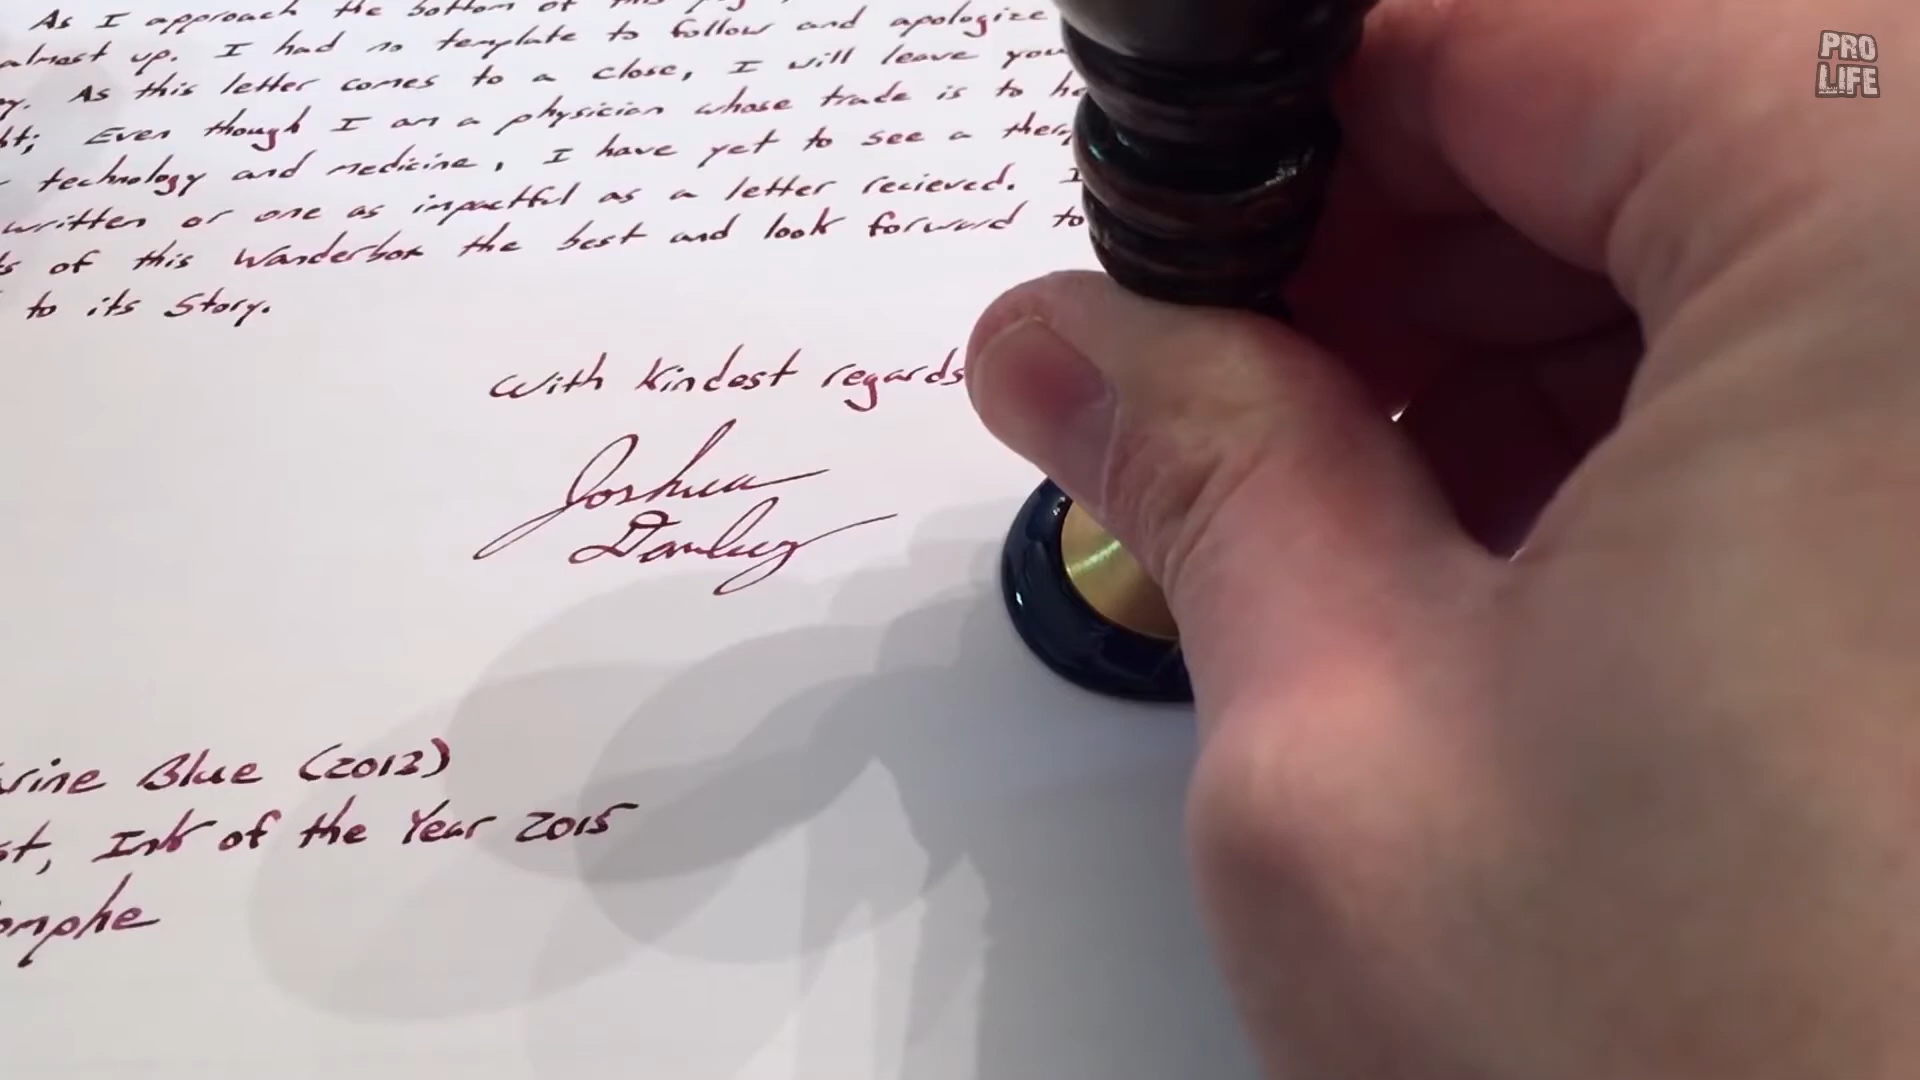 As I approach the bottom of this
almost up. I had no template to follow and apologize
As this letter comes to a close, I will leave you
Even though I am a physician whose trade is to
technology and medicine, I have yet to see a
written or one as impactful as a letter recieved. I
of this Wanderbox the best and look forward to
to its Story.
With Kindest regards
Joshua
Danley
Blue (2012)
Ink of the Year 2015
PRO
LIFE